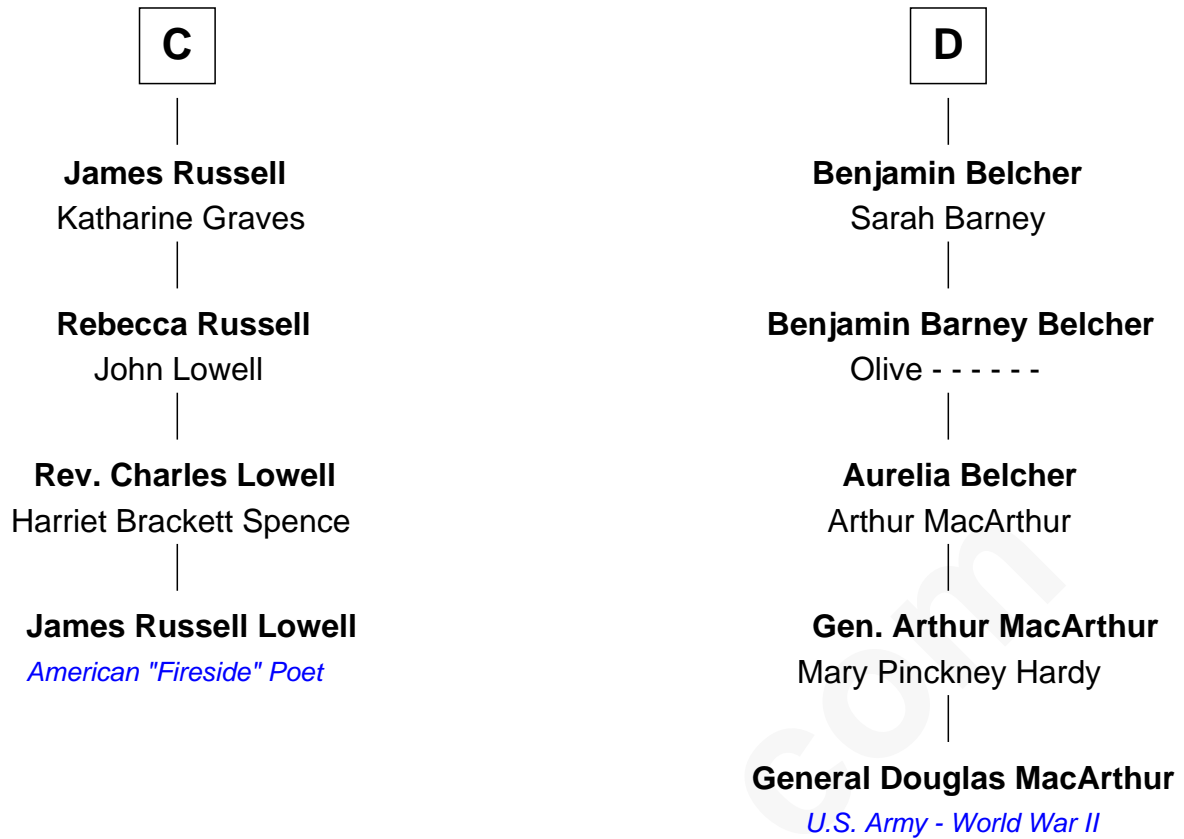 C
James Russell
Katharine Graves
Rebecca Russell
John Lowell
Rev. Charles Lowell
Harriet Brackett Spence
James Russell Lowell
American "Fireside" Poet
D
Benjamin Belcher
Sarah Barney
Benjamin Barney Belcher
Olive - - - - - -
Aurelia Belcher
Arthur MacArthur
Gen. Arthur MacArthur
Mary Pinckney Hardy
General Douglas MacArthur
U.S. Army - World War II
com